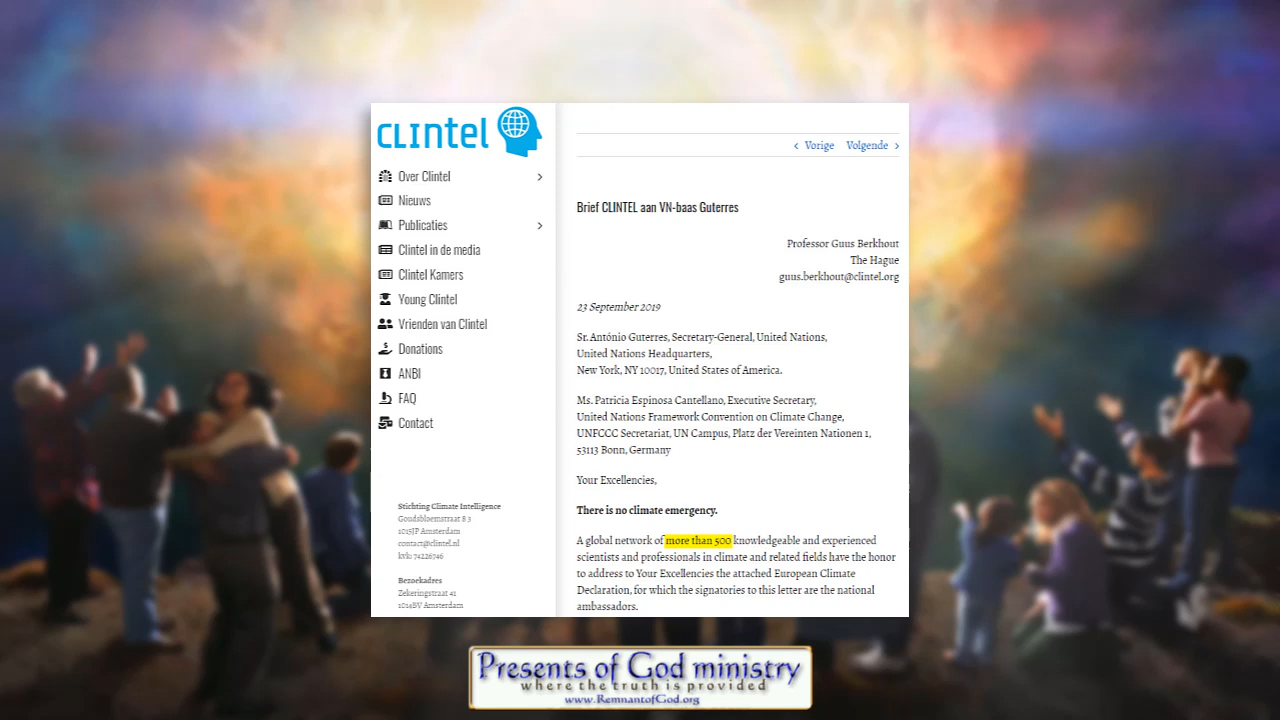 CLINTEL
Over Clintel
Nieuws
Publicaties
Clintel in de media
Clintel Kamers
Young Clintel
Vrienden van Clintel
Donations
ANBI
FAQ
Contact
Stichting Climate Intelligence
Goudsbloemstraat 8 3
1015JP Amsterdam
contact@clintel.nl
kvk: 74226746
Bezoekadres
Zekeringstraat 41
1014BV Amsterdam
Vorige Volgende
Brief CLINTEL aan VN-baas Guterres
Professor Guus Berkhout
The Hague
guus.berkhout@clintel.org
23 September 2019
Sr. António Guterres, Secretary-General, United Nations,
United Nations Headquarters,
New York, NY 10017, United States of America.
Ms. Patricia Espinosa Cantellano, Executive Secretary,
United Nations Framework Convention on Climate Change,
UNFCCC Secretariat, UN Campus, Platz der Vereinten Nationen 1,
53113 Bonn, Germany
Your Excellencies,
There is no climate emergency.
A global network of more than 500 knowledgeable and experienced
scientists and professionals in climate and related fields have the honor
to address to Your Excellencies the attached European Climate
Declaration, for which the signatories to this letter are the national
ambassadors.
Presents of God ministry
where the truth is provided
www.RemnantofGod.org